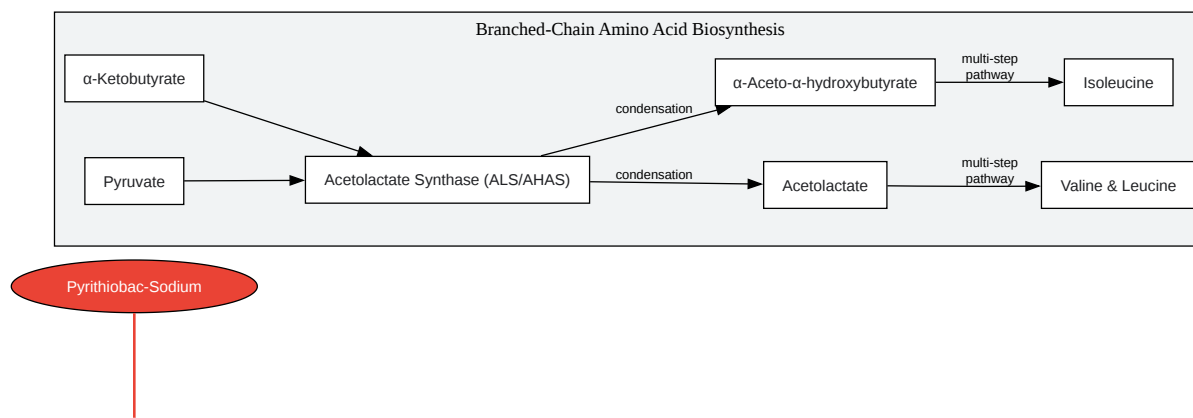 Branched-Chain Amino Acid Biosynthesis
α-Ketobutyrate
Pyruvate
Acetolactate Synthase (ALS/AHAS)
condensation
condensation
α-Aceto-α-hydroxybutyrate
Acetolactate
multi-step
pathway
multi-step
pathway
Isoleucine
Valine & Leucine
Pyrithiobac-Sodium